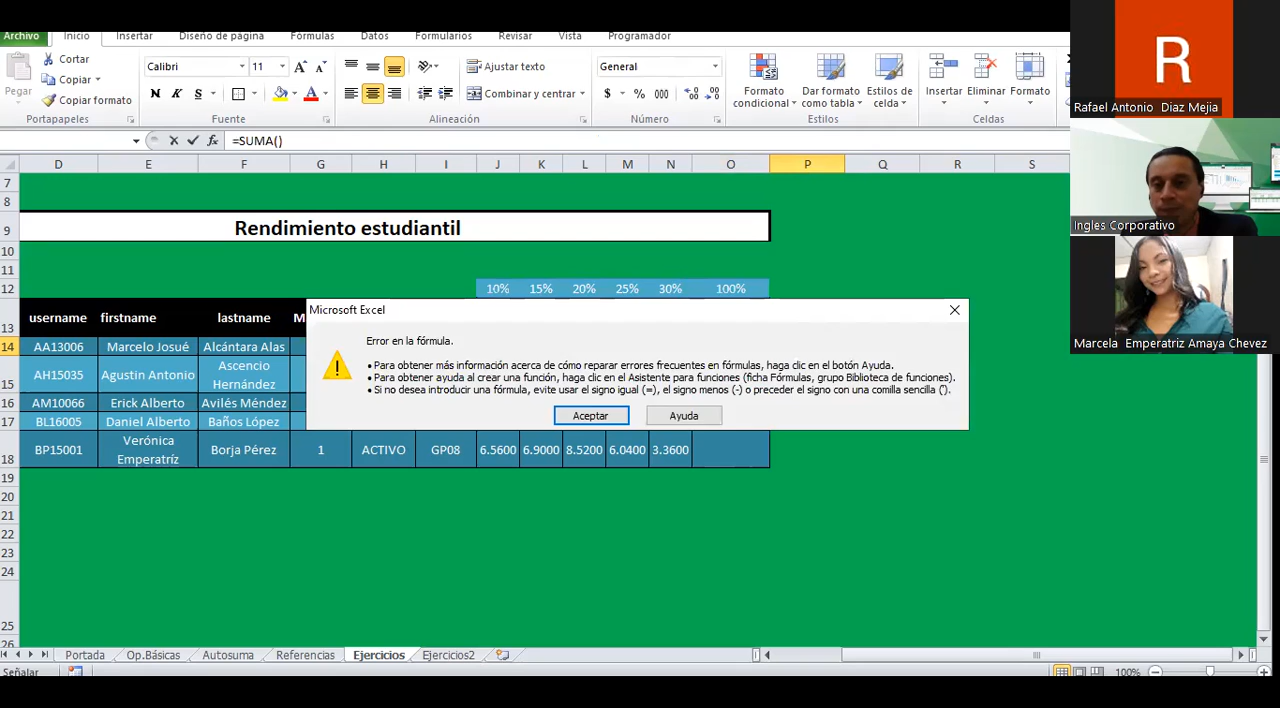 Archivo Inicio Insertar Diseño de página Fórmulas Datos Formularios Revisar Vista Programador
Pegar
Copiar
Copiar formato
Portapapeles
Calibri 11
N K S
Fuente
Ajustar texto
Combinar y centrar
Alineación
General
$ % 000
Número
Formato condicional
Dar formato como tabla
Estilos de celda
Estilos
Insertar Eliminar Formato
Celdas
=SUMA()
D E F G H I J K L M N O P Q R S
7
8
9 Rendimiento estudiantil
10
11
12 10% 15% 20% 25% 30% 100%
13 username firstname lastname
14 AA13006 Marcelo Josué Alcántara Alas
15 AH15035 Agustin Antonio Ascencio Hernández
16 AM10066 Erick Alberto Avilés Méndez
17 BL16005 Daniel Alberto Baños López
18 BP15001 Verónica Emperatríz Borja Pérez 1 ACTIVO GP08 6.5600 6.9000 8.5200 6.0400 3.3600
19
20
21
22
23
24
25
26
Microsoft Excel
Error en la fórmula.
•Para obtener más información acerca de cómo reparar errores frecuentes en fórmulas, haga clic en el botón Ayuda.
•Para obtener ayuda al crear una función, haga clic en el Asistente para funciones (ficha Fórmulas, grupo Biblioteca de funciones).
•Si no desea introducir una fórmula, evite usar el signo igual (=), el signo menos (-) o preceder el signo con una comilla sencilla (').
Aceptar Ayuda
Portada Op.Básicas Autosuma Referencias Ejercicios Ejercicios2
Señalar
100%
R
Rafael Antonio Diaz Mejia
Ingles Corporativo
Marcela Emperatriz Amaya Chevez